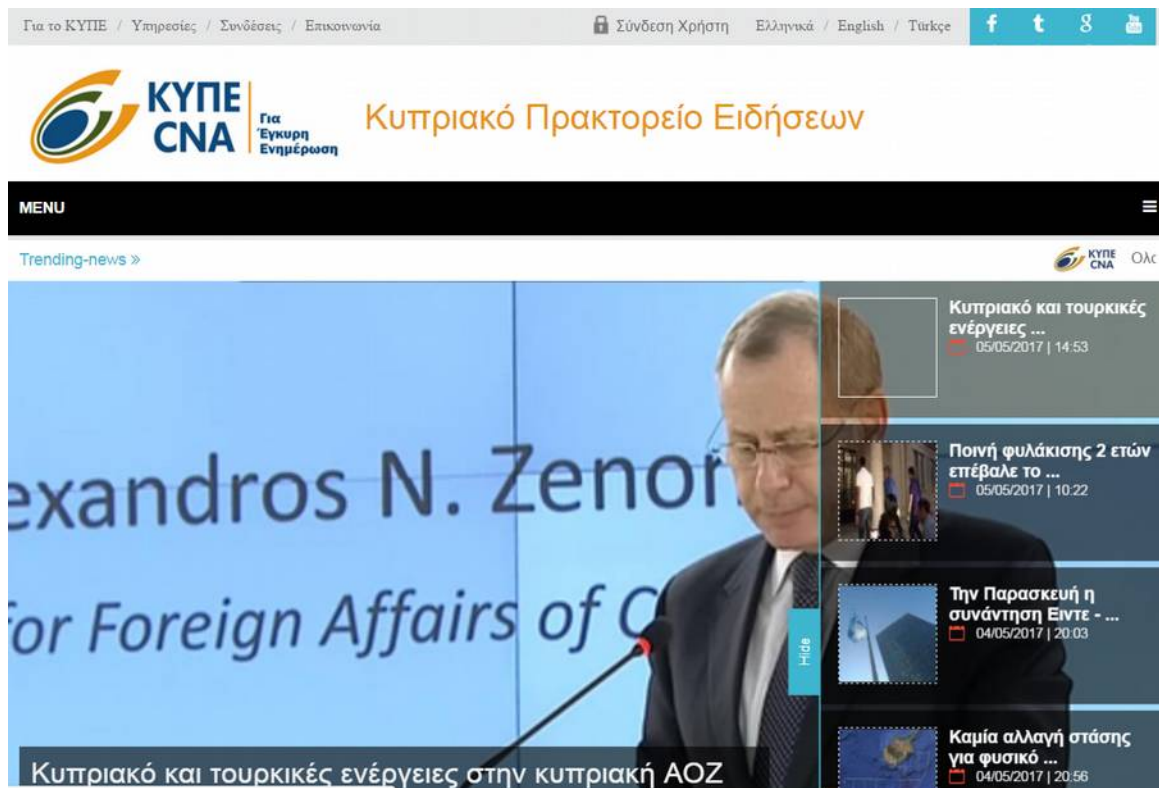 Για το ΚΥΠΕ / Υπηρεσίες / Συνδέσεις / Επικοινωνία
Σύνδεση Χρήστη
Ελληνικά / English / Türkçe
ΚΥΠΕ
CNA
Για
Έγκυρη
Ενημέρωση
Κυπριακό Πρακτορείο Ειδήσεων
MENU
Trending-news »
ΚΥΠΕ
CNA
Ολο
exandros N. Zenon
for Foreign Affairs of C
Κυπριακό και τουρκικές ενέργειες στην κυπριακή ΑΟΖ
Hide
Κυπριακό και τουρκικές
ενέργειες ...
05/05/2017 | 14:53
Ποινή φυλάκισης 2 ετών
επέβαλε το ...
05/05/2017 | 10:22
Την Παρασκευή η
συνάντηση Ειντε - ...
04/05/2017 | 20:03
Καμία αλλαγή στάσης
για φυσικό ...
04/05/2017 | 20:56